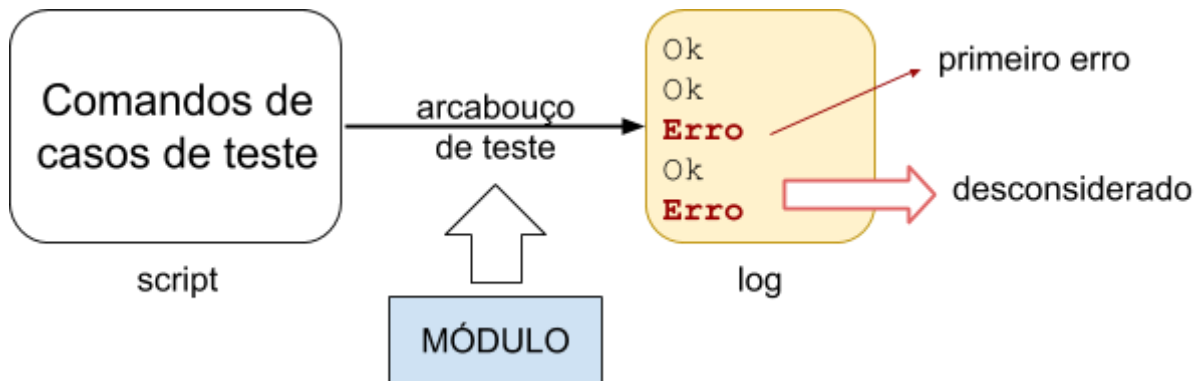 Comandos de
casos de teste
script
arcabouço
de teste
MÓDULO
Ok
Ok
Erro
Ok
Erro
log
primeiro erro
desconsiderado